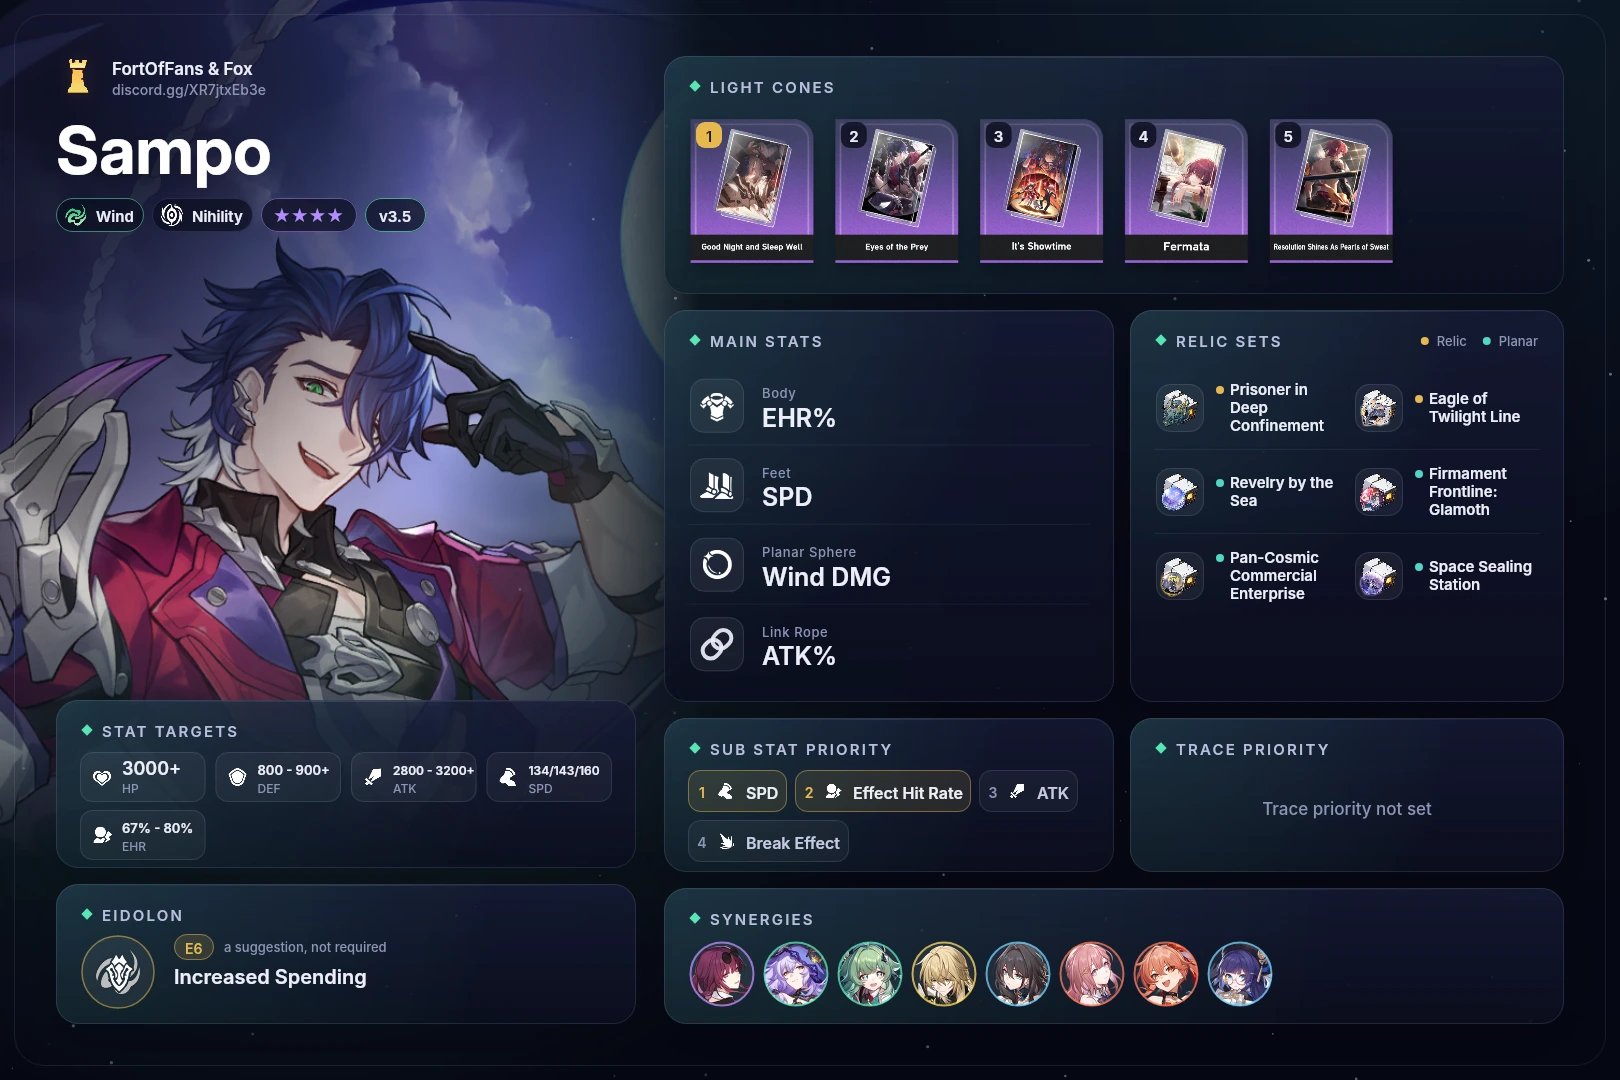 FortOfFans & Fox
discord.gg/XR7jtxEb3e
Sampo
Wind
Nihility
v3.5
LIGHT CONES
1
2
3
4
5
Good Night and Sleep Well
Eyes of the Prey
It's Showtime
Fermata
Resolution Shines As Pearls of Sweat
MAIN STATS
Body
EHR%
Feet
SPD
Planar Sphere
Wind DMG
Link Rope
ATK%
RELIC SETS
Relic
Planar
Prisoner in
Deep
Confinement
Eagle of
Twilight Line
Revelry by the
Sea
Firmament
Frontline:
Glamoth
Pan-Cosmic
Commercial
Enterprise
Space Sealing
Station
STAT TARGETS
3000+
HP
800 - 900+
DEF
2800 - 3200+
ATK
134/143/160
SPD
67% - 80%
EHR
SUB STAT PRIORITY
1 SPD
2 Effect Hit Rate
3 ATK
4 Break Effect
TRACE PRIORITY
Trace priority not set
EIDOLON
E6 a suggestion, not required
Increased Spending
SYNERGIES